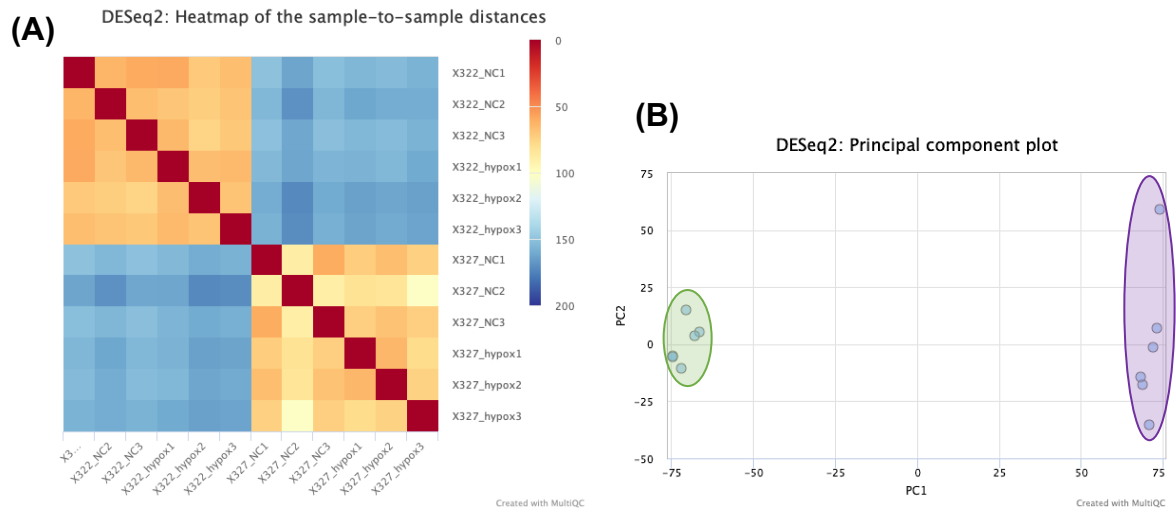 (A)
DESeq2: Heatmap of the sample-to-sample distances
0
50
100
150
200
X322_NC1
X322_NC2
X322_NC3
X322_hypox1
X322_hypox2
X322_hypox3
X327_NC1
X327_NC2
X327_NC3
X327_hypox1
X327_hypox2
X327_hypox3
X3...
X322_NC2
X322_NC3
X322_hypox1
X322_hypox2
X322_hypox3
X327_NC1
X327_NC2
X327_NC3
X327_hypox1
X327_hypox2
X327_hypox3
Created with MultiQC
(B)
DESeq2: Principal component plot
PC2
75
50
25
0
−25
−50
−75
−50
−25
0
25
50
75
PC1
Created with MultiQC